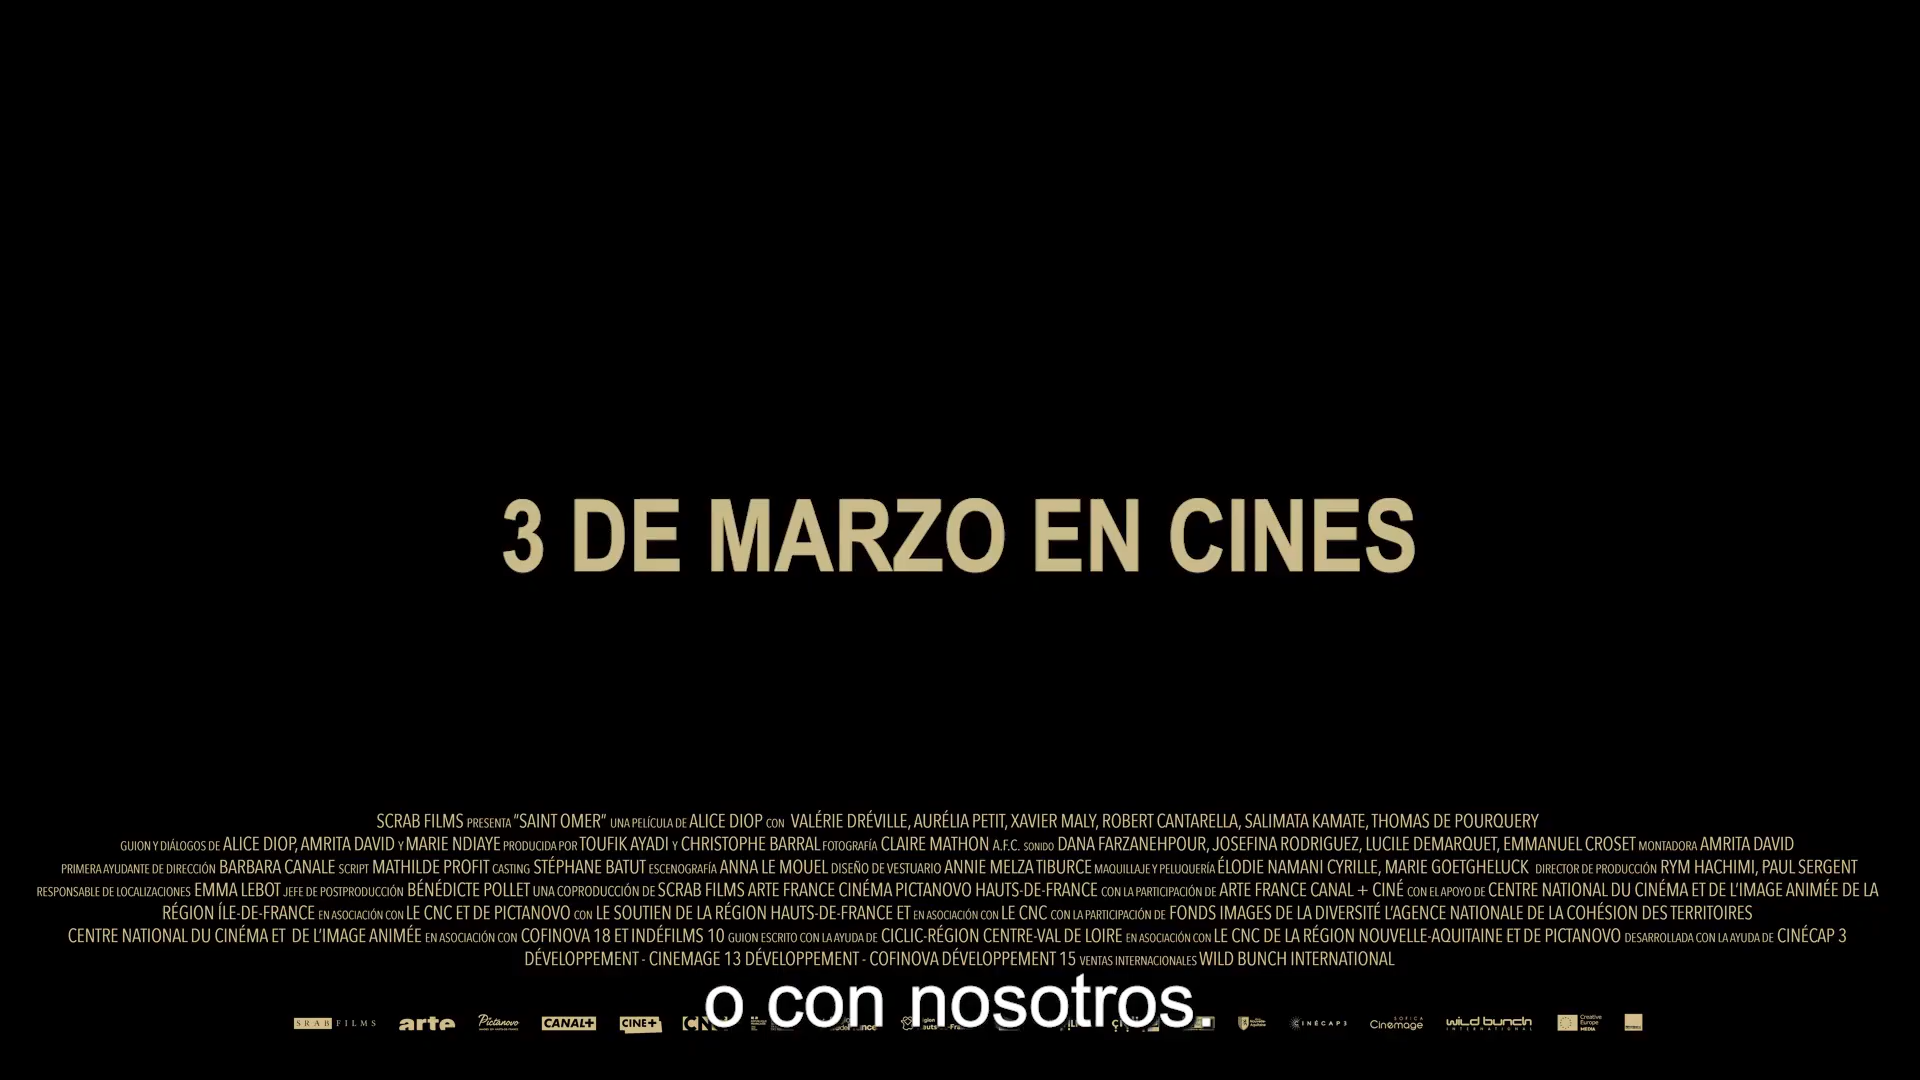 3 DE MARZO EN CINES
SCRAB FILMS PRESENTA “SAINT OMER” UNA PELÍCULA DE ALICE DIOP CON VALÉRIE DRÉVILLE, AURÉLIA PETIT, XAVIER MALY, ROBERT CANTARELLA, SALIMATA KAMATE, THOMAS DE POURQUERY
GUION Y DIÁLOGOS DE ALICE DIOP, AMRITA DAVID Y MARIE NDIAYE PRODUCIDA POR TOUFIK AYADI Y CHRISTOPHE BARRAL FOTOGRAFÍA CLAIRE MATHON A.F.C. SONIDO DANA FARZANEHPOUR, JOSEFINA RODRIGUEZ, LUCILE DEMARQUET, EMMANUEL CROSET MONTADORA AMRITA DAVID
PRIMERA AYUDANTE DE DIRECCIÓN BARBARA CANALE SCRIPT MATHILDE PROFIT CASTING STÉPHANE BATUT ESCENOGRAFÍA ANNA LE MOUEL DISEÑO DE VESTUARIO ANNIE MELZA TIBURCE MAQUILLAJE Y PELUQUERÍA ÉLODIE NAMANI CYRILLE, MARIE GOETGHELUCK DIRECTOR DE PRODUCCIÓN RYM HACHIMI, PAUL SERGENT
RESPONSABLE DE LOCALIZACIONES EMMA LEBOT JEFE DE POSTPRODUCCIÓN BÉNÉDICTE POLLET UNA COPRODUCCIÓN DE SCRAB FILMS ARTE FRANCE CINÉMA PICTANOVO HAUTS-DE-FRANCE CON LA PARTICIPACIÓN DE ARTE FRANCE CANAL + CINÉ CON EL APOYO DE CENTRE NATIONAL DU CINÉMA ET DE L’IMAGE ANIMÉE DE LA
RÉGION ÎLE-DE-FRANCE EN ASOCIACIÓN CON LE CNC ET DE PICTANOVO CON LE SOUTIEN DE LA RÉGION HAUTS-DE-FRANCE ET EN ASOCIACIÓN CON LE CNC CON LA PARTICIPACIÓN DE FONDS IMAGES DE LA DIVERSITÉ L’AGENCE NATIONALE DE LA COHÉSION DES TERRITOIRES
CENTRE NATIONAL DU CINÉMA ET DE L’IMAGE ANIMÉE EN ASOCIACIÓN CON COFINOVA 18 ET INDÉFILMS 10 GUION ESCRITO CON LA AYUDA DE CICLIC-RÉGION CENTRE-VAL DE LOIRE EN ASOCIACIÓN CON LE CNC DE LA RÉGION NOUVELLE-AQUITAINE ET DE PICTANOVO DESARROLLADA CON LA AYUDA DE CINÉCAP 3
DÉVELOPPEMENT - CINEMAGE 13 DÉVELOPPEMENT - COFINOVA DÉVELOPPEMENT 15 VENTAS INTERNACIONALES WILD BUNCH INTERNATIONAL
o con nosotros.
SRAB FILMS arte Pictanovo CANAL+ CINE+ CINÉCAP3 SOFICA Cinémage wild bunch INTERNATIONAL Creative Europe MEDIA